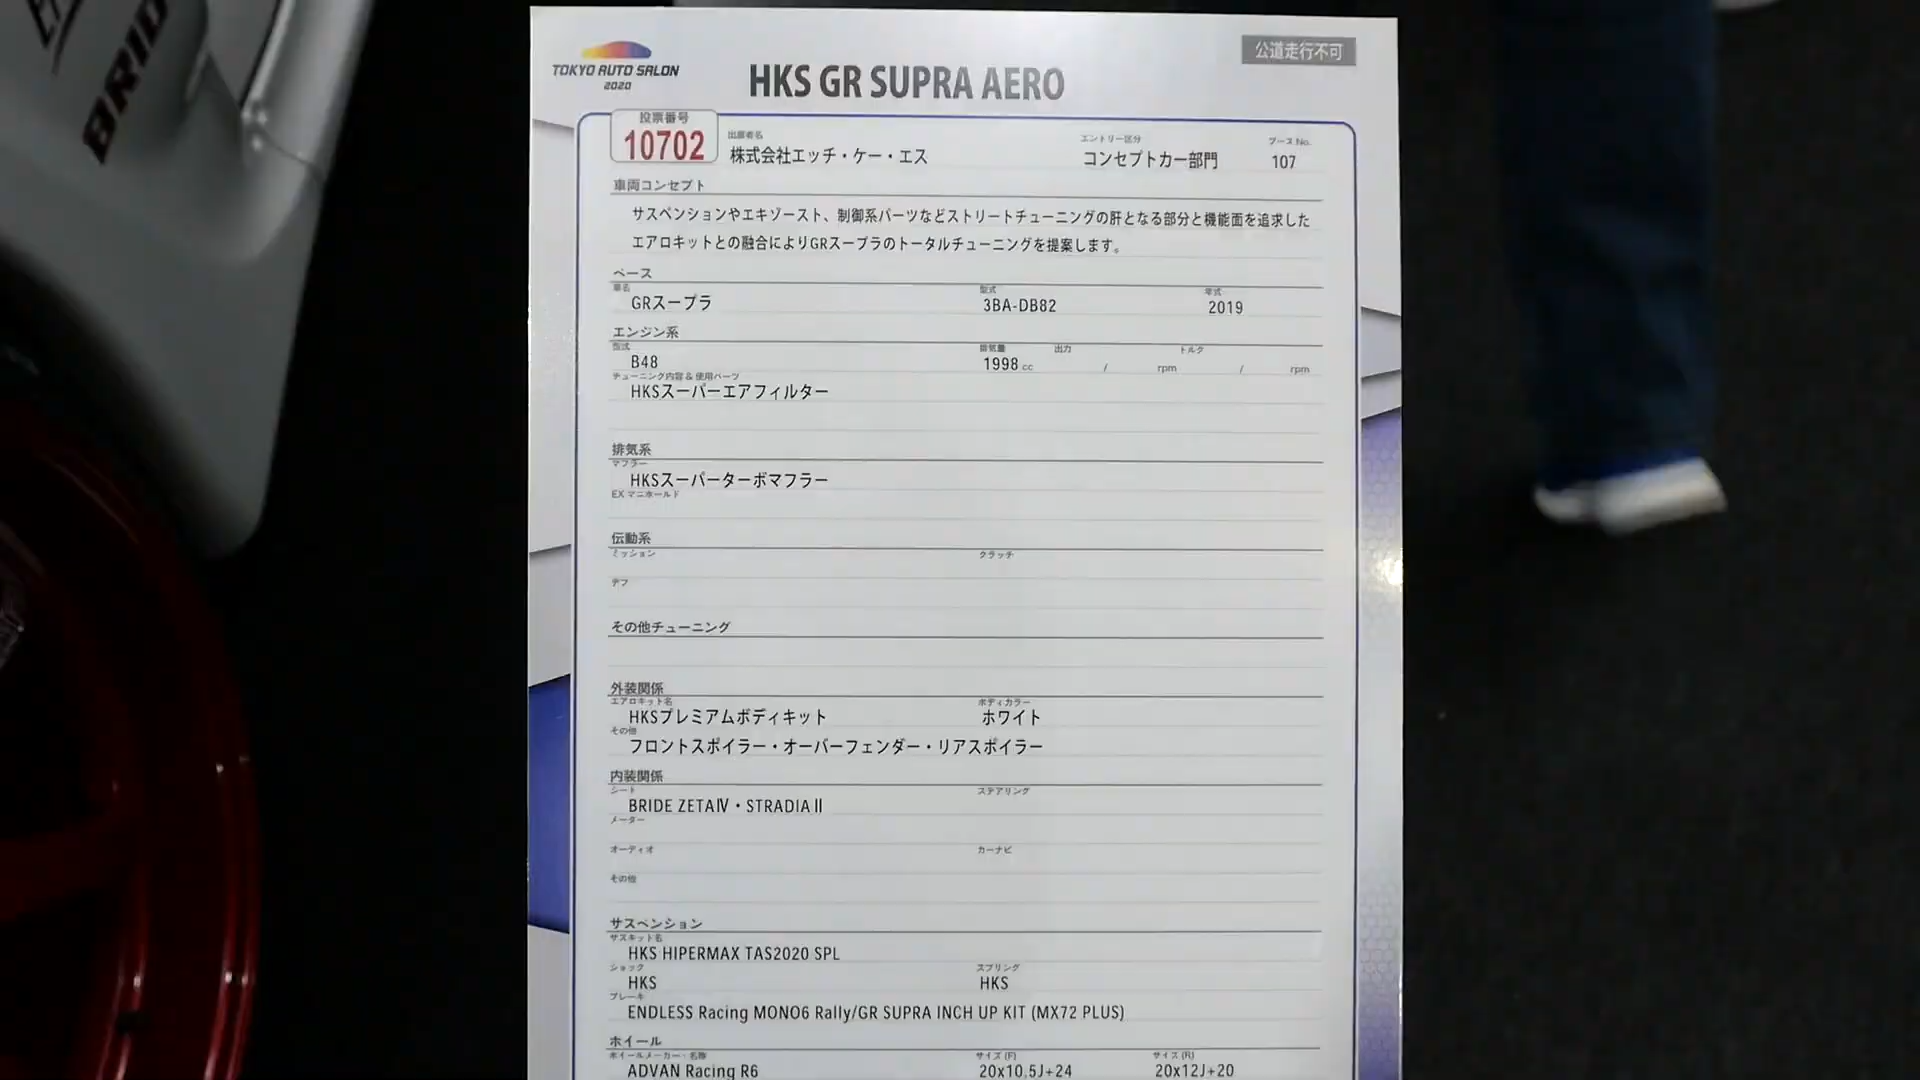 BRID
TOKYO AUTO SALON
2020
HKS GR SUPRA AERO
公道走行不可
投票番号
10702
出展者名
株式会社エッチ・ケー・エス
エントリー区分
コンセプトカー部門
ブースNo.
107
車両コンセプト
サスペンションやエキゾースト、制御系パーツなどストリートチューニングの肝となる部分と機能面を追求した
エアロキットとの融合によりGRスープラのトータルチューニングを提案します。
ベース
車名
GRスープラ
型式
3BA-DB82
年式
2019
エンジン系
型式
B48
排気量
1998 cc
出力
/ rpm
トルク
/ rpm
チューニング内容 & 使用パーツ
HKSスーパーエアフィルター
排気系
マフラー
HKSスーパーターボマフラー
EX マニホールド
伝動系
ミッション
クラッチ
デフ
その他チューニング
外装関係
エアロキット名
HKSプレミアムボディキット
ボディカラー
ホワイト
その他
フロントスポイラー・オーバーフェンダー・リアスポイラー
内装関係
シート
BRIDE ZETAⅣ・STRADIAⅡ
ステアリング
メーター
オーディオ
カーナビ
その他
サスペンション
サスキット名
HKS HIPERMAX TAS2020 SPL
ショック
HKS
スプリング
HKS
ブレーキ
ENDLESS Racing MONO6 Rally/GR SUPRA INCH UP KIT (MX72 PLUS)
ホイール
ホイールメーカー・名称
ADVAN Racing R6
サイズ (F)
20x10.5J+24
サイズ (R)
20x12J+20